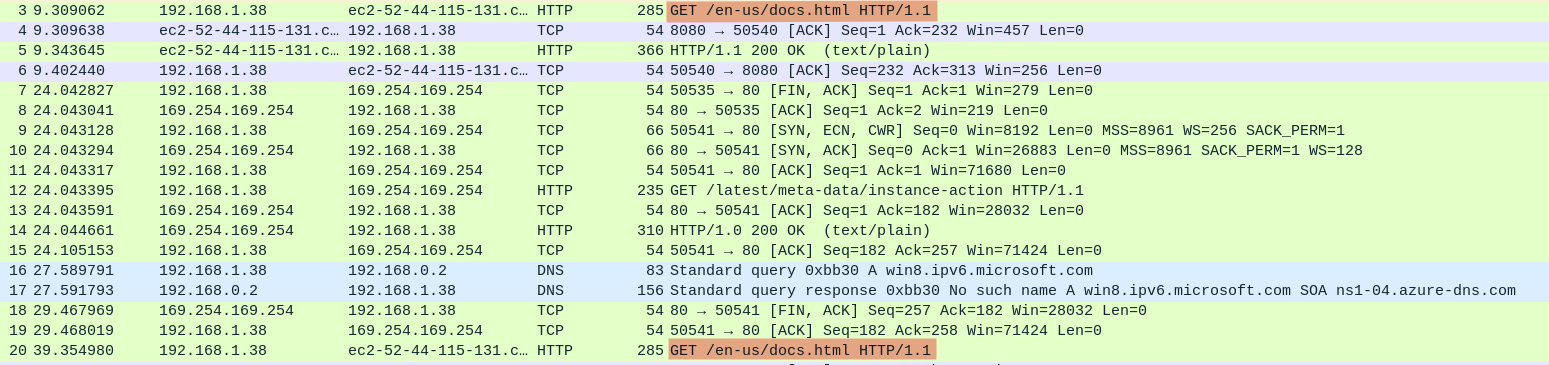 3 9.309062 192.168.1.38 ec2-52-44-115-131.c… HTTP 285 GET /en-us/docs.html HTTP/1.1
4 9.309638 ec2-52-44-115-131.c… 192.168.1.38 TCP 54 8080 → 50540 [ACK] Seq=1 Ack=232 Win=457 Len=0
5 9.343645 ec2-52-44-115-131.c… 192.168.1.38 HTTP 366 HTTP/1.1 200 OK  (text/plain)
6 9.402440 192.168.1.38 ec2-52-44-115-131.c… TCP 54 50540 → 8080 [ACK] Seq=232 Ack=313 Win=256 Len=0
7 24.042827 192.168.1.38 169.254.169.254 TCP 54 50535 → 80 [FIN, ACK] Seq=1 Ack=1 Win=279 Len=0
8 24.043041 169.254.169.254 192.168.1.38 TCP 54 80 → 50535 [ACK] Seq=1 Ack=2 Win=219 Len=0
9 24.043128 192.168.1.38 169.254.169.254 TCP 66 50541 → 80 [SYN, ECN, CWR] Seq=0 Win=8192 Len=0 MSS=8961 WS=256 SACK_PERM=1
10 24.043294 169.254.169.254 192.168.1.38 TCP 66 80 → 50541 [SYN, ACK] Seq=0 Ack=1 Win=26883 Len=0 MSS=8961 SACK_PERM=1 WS=128
11 24.043317 192.168.1.38 169.254.169.254 TCP 54 50541 → 80 [ACK] Seq=1 Ack=1 Win=71680 Len=0
12 24.043395 192.168.1.38 169.254.169.254 HTTP 235 GET /latest/meta-data/instance-action HTTP/1.1
13 24.043591 169.254.169.254 192.168.1.38 TCP 54 80 → 50541 [ACK] Seq=1 Ack=182 Win=28032 Len=0
14 24.044661 169.254.169.254 192.168.1.38 HTTP 310 HTTP/1.0 200 OK  (text/plain)
15 24.105153 192.168.1.38 169.254.169.254 TCP 54 50541 → 80 [ACK] Seq=182 Ack=257 Win=71424 Len=0
16 27.589791 192.168.1.38 192.168.0.2 DNS 83 Standard query 0xbb30 A win8.ipv6.microsoft.com
17 27.591793 192.168.0.2 192.168.1.38 DNS 156 Standard query response 0xbb30 No such name A win8.ipv6.microsoft.com SOA ns1-04.azure-dns.com
18 29.467969 169.254.169.254 192.168.1.38 TCP 54 80 → 50541 [FIN, ACK] Seq=257 Ack=182 Win=28032 Len=0
19 29.468019 192.168.1.38 169.254.169.254 TCP 54 50541 → 80 [ACK] Seq=182 Ack=258 Win=71424 Len=0
20 39.354980 192.168.1.38 ec2-52-44-115-131.c… HTTP 285 GET /en-us/docs.html HTTP/1.1